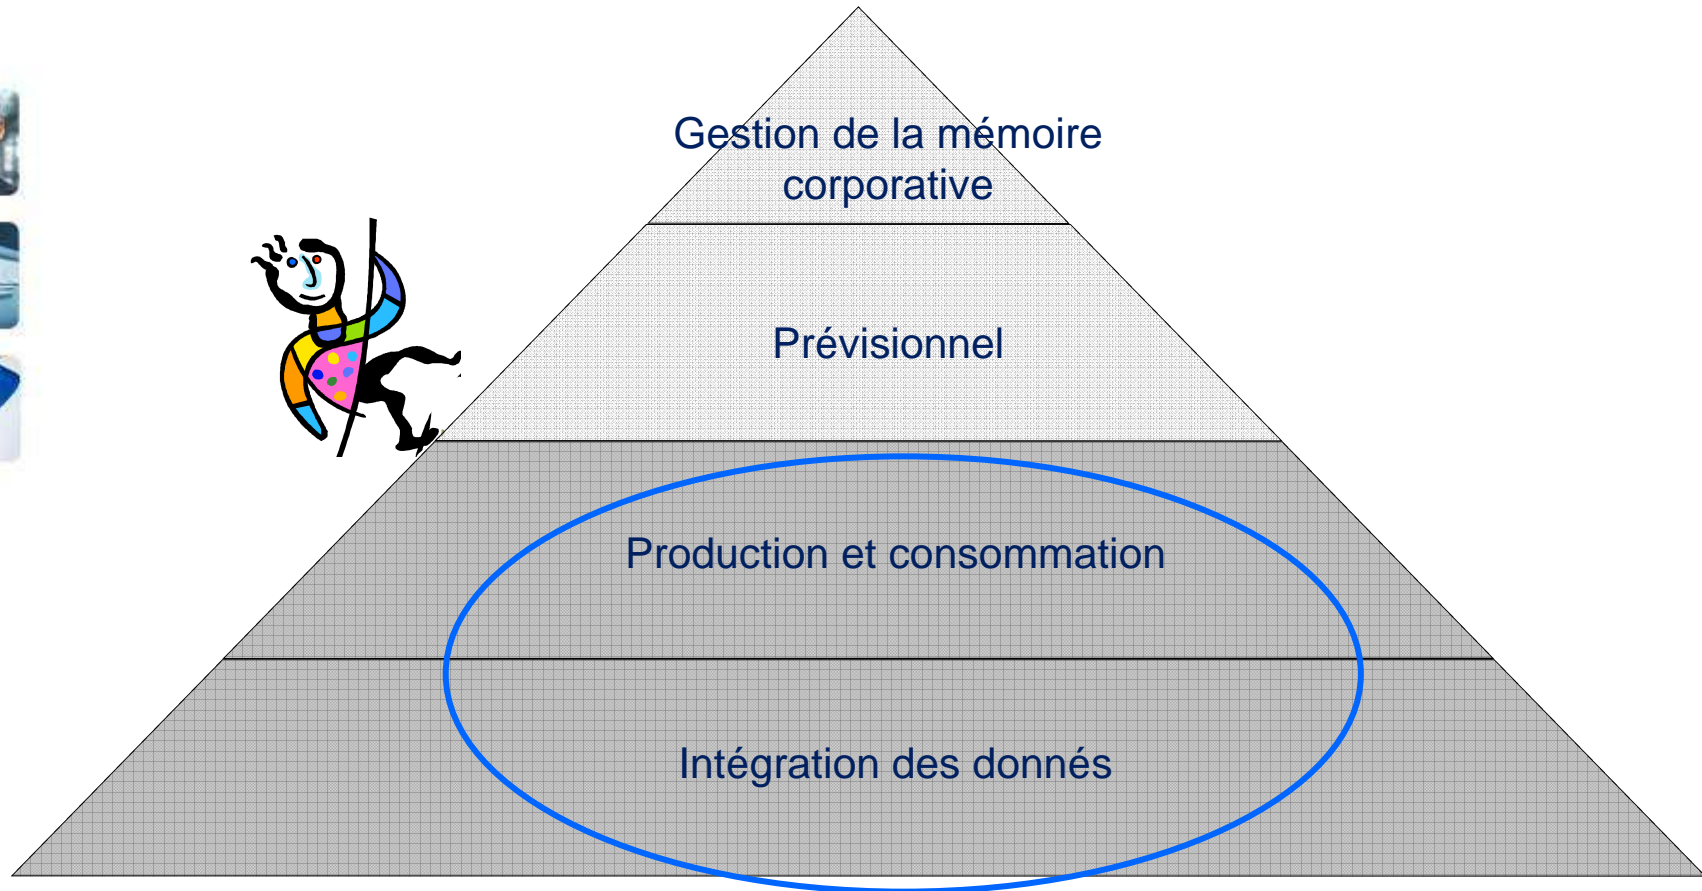 Gestion de la mémoire
corporative
Prévisionnel
Production et consommation
Intégration des donnés